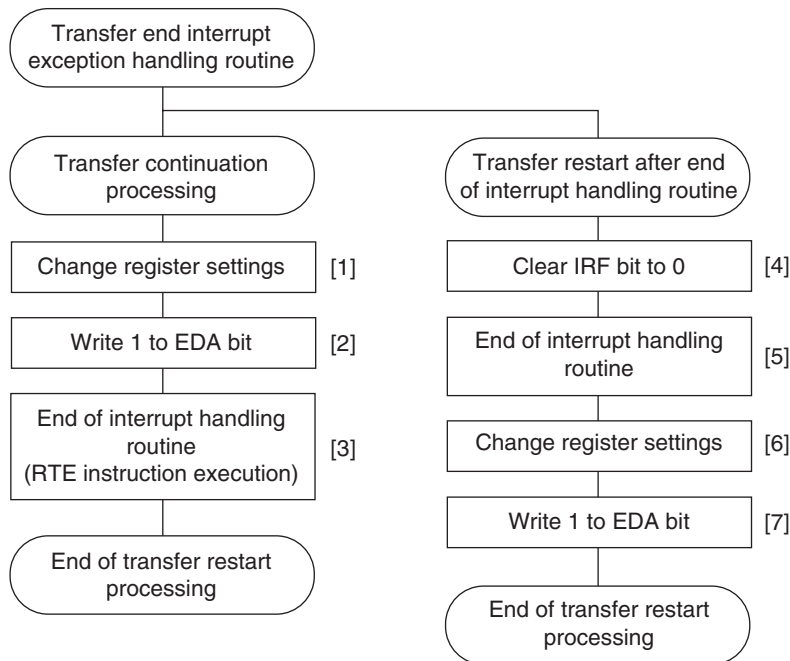 Transfer end interrupt
exception handling routine
Transfer continuation
processing
Change register settings [1]
Write 1 to EDA bit [2]
End of interrupt handling
routine
(RTE instruction execution) [3]
End of transfer restart
processing
Transfer restart after end
of interrupt handling routine
Clear IRF bit to 0 [4]
End of interrupt handling
routine [5]
Change register settings [6]
Write 1 to EDA bit [7]
End of transfer restart
processing